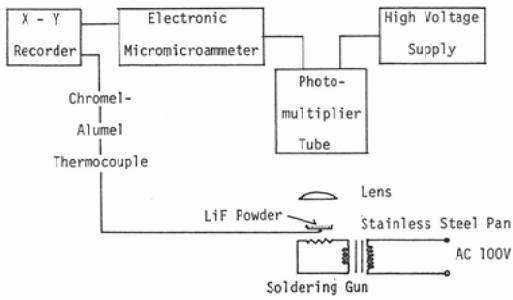 X - Y
Recorder
Electronic
Micromicroammeter
High Voltage
Supply
Photo-
multiplier
Tube
Chromel-
Alumel
Thermocouple
Lens
LiF Powder
Stainless Steel Pan
AC 100V
Soldering Gun